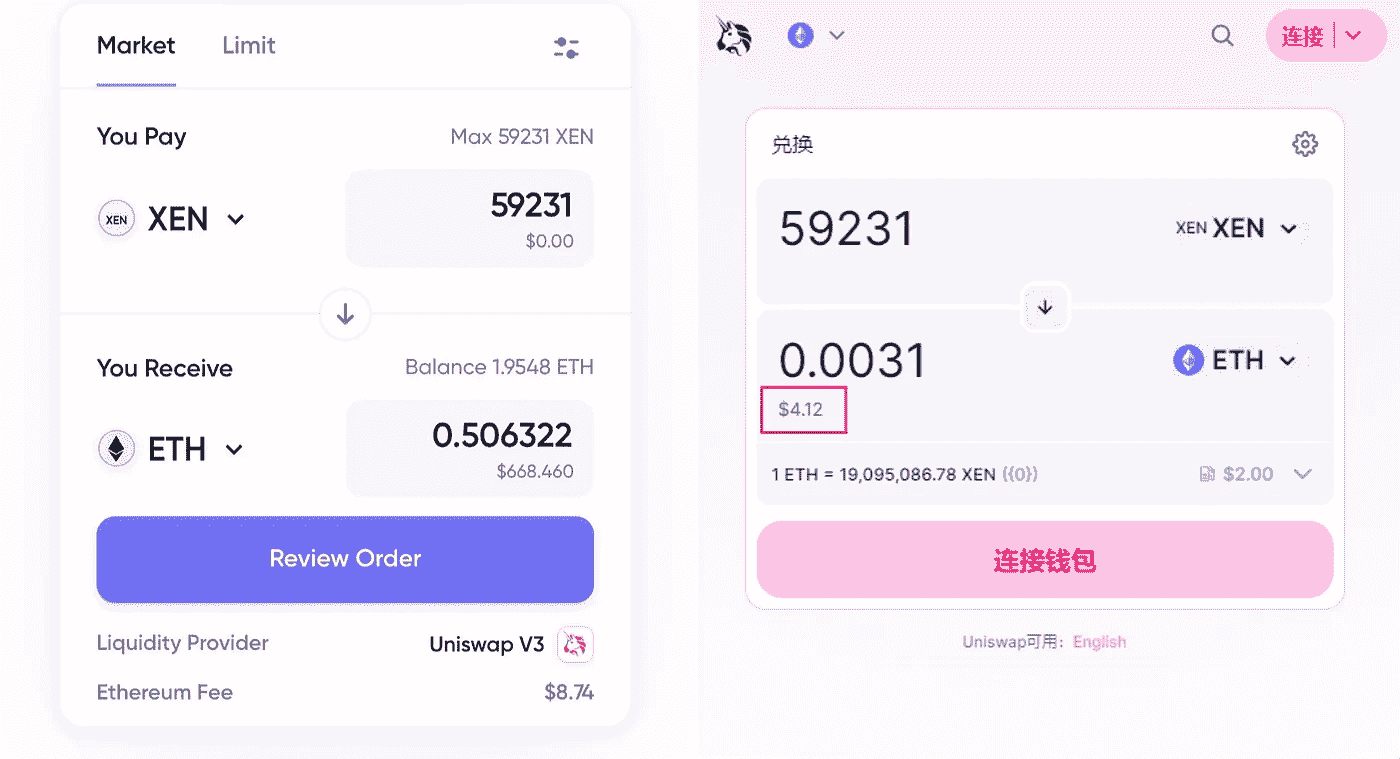 Market Limit
You Pay Max 59231 XEN
XEN XEN 59231
$0.00
You Receive Balance 1.9548 ETH
ETH 0.506322
$668.460
Review Order
Liquidity Provider Uniswap V3
Ethereum Fee $8.74
连接
兑换
59231 XEN XEN
0.0031 ETH
$4.12
1 ETH = 19,095,086.78 XEN ({0}) $2.00
连接钱包
Uniswap可用: English